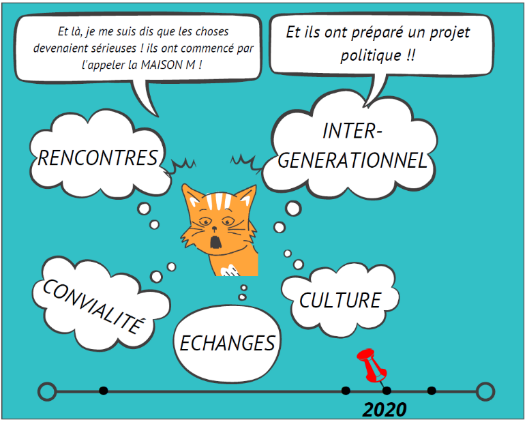 Et là, je me suis dis que les choses
devenaient sérieuses ! ils ont commencé par
l'appeler la MAISON M !
Et ils ont préparé un projet
politique !!
RENCONTRES
INTER-
GENERATIONNEL
CONVIALITÉ
ECHANGES
CULTURE
2020